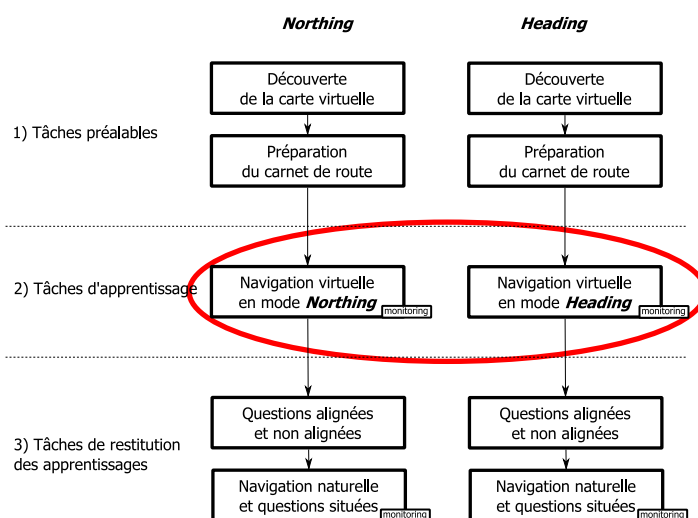 Northing
Heading
Découverte
de la carte virtuelle
Découverte
de la carte virtuelle
1) Tâches préalables
Préparation
du carnet de route
Préparation
du carnet de route
2) Tâches d'apprentissage
Navigation virtuelle
en mode Northing
monitoring
Navigation virtuelle
en mode Heading
monitoring
3) Tâches de restitution
des apprentissages
Questions alignées
et non alignées
Questions alignées
et non alignées
Navigation naturelle
et questions situées
monitoring
Navigation naturelle
et questions situées
monitoring